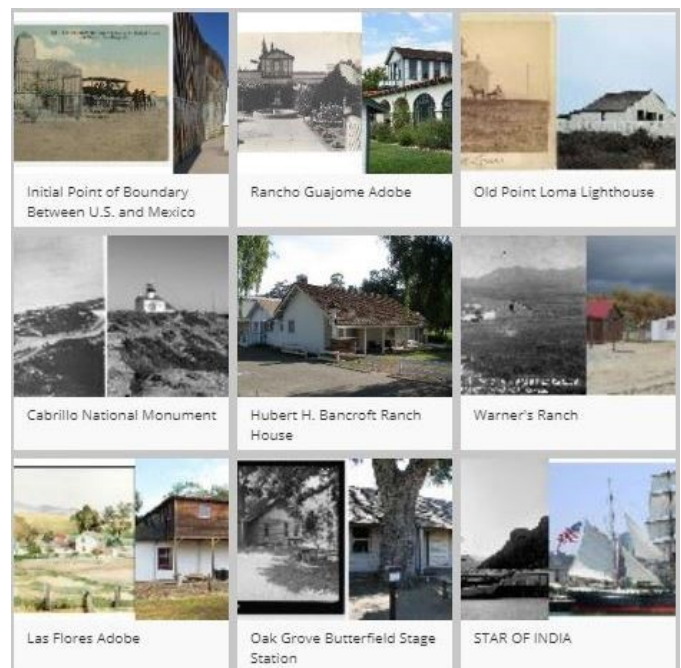 Initial Point of Boundary
Between U.S. and Mexico
Rancho Guajome Adobe
Old Point Loma Lighthouse
Cabrillo National Monument
Hubert H. Bancroft Ranch
House
Warner's Ranch
Las Flores Adobe
Oak Grove Butterfield Stage
Station
STAR OF INDIA